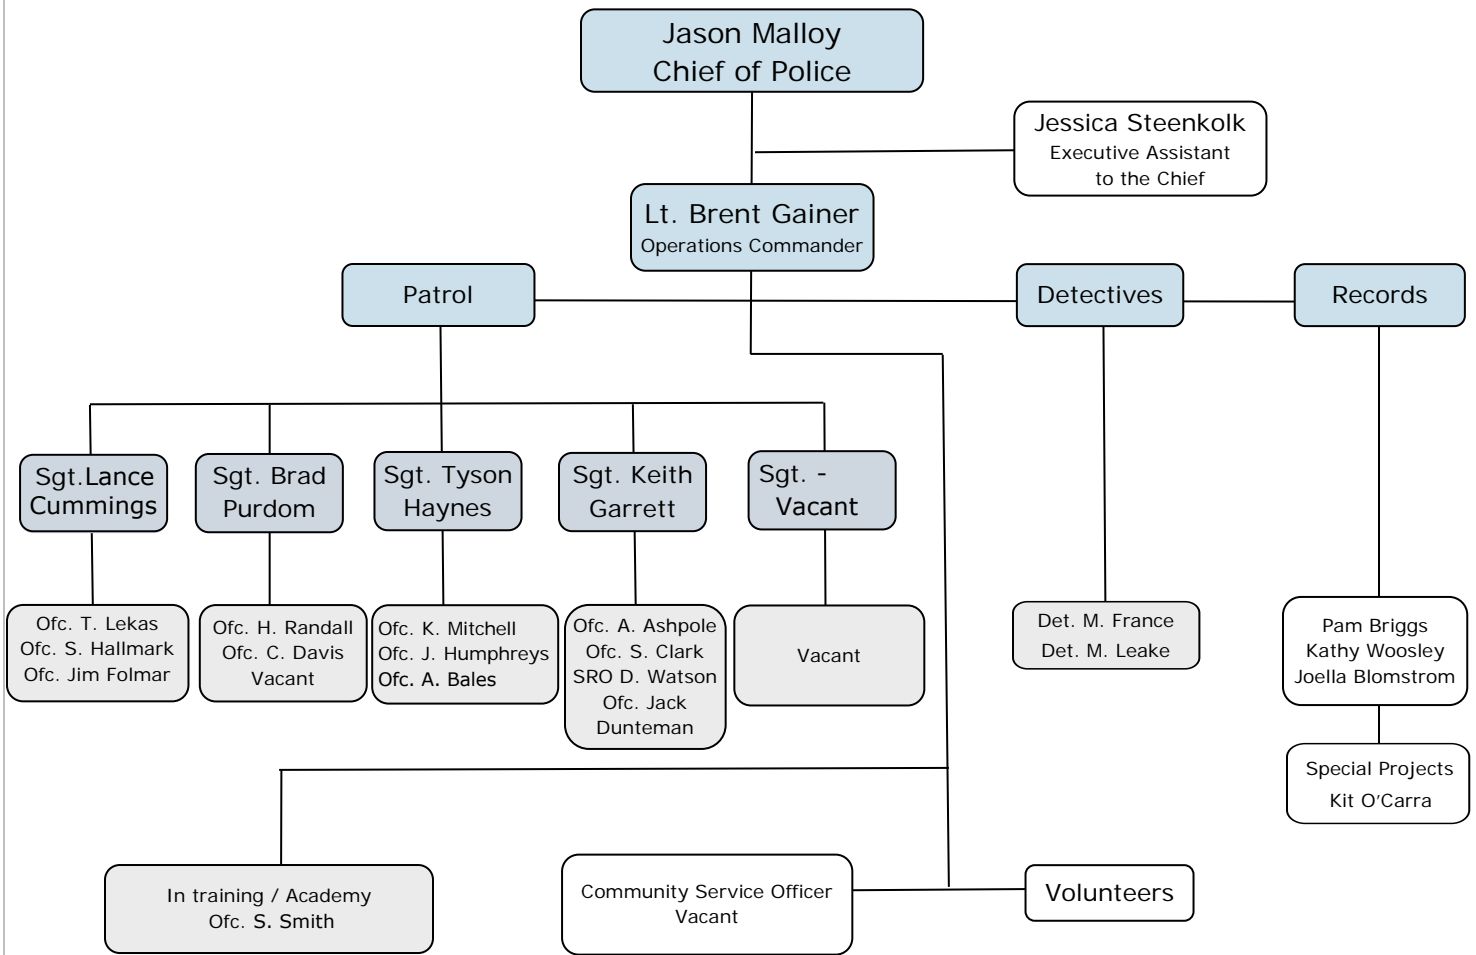 Jason Malloy
Chief of Police
Jessica Steenkolk
Executive Assistant
to the Chief
Lt. Brent Gainer
Operations Commander
Patrol
Detectives
Records
Sgt.Lance
Cummings
Sgt. Brad
Purdom
Sgt. Tyson
Haynes
Sgt. Keith
Garrett
Sgt. -
Vacant
Ofc. T. Lekas
Ofc. S. Hallmark
Ofc. Jim Folmar
Ofc. H. Randall
Ofc. C. Davis
Vacant
Ofc. K. Mitchell
Ofc. J. Humphreys
Ofc. A. Bales
Ofc. A. Ashpole
Ofc. S. Clark
SRO D. Watson
Ofc. Jack
Dunteman
Vacant
Det. M. France
Det. M. Leake
Pam Briggs
Kathy Woosley
Joella Blomstrom
Special Projects
Kit O’Carra
In training / Academy
Ofc. S. Smith
Community Service Officer
Vacant
Volunteers